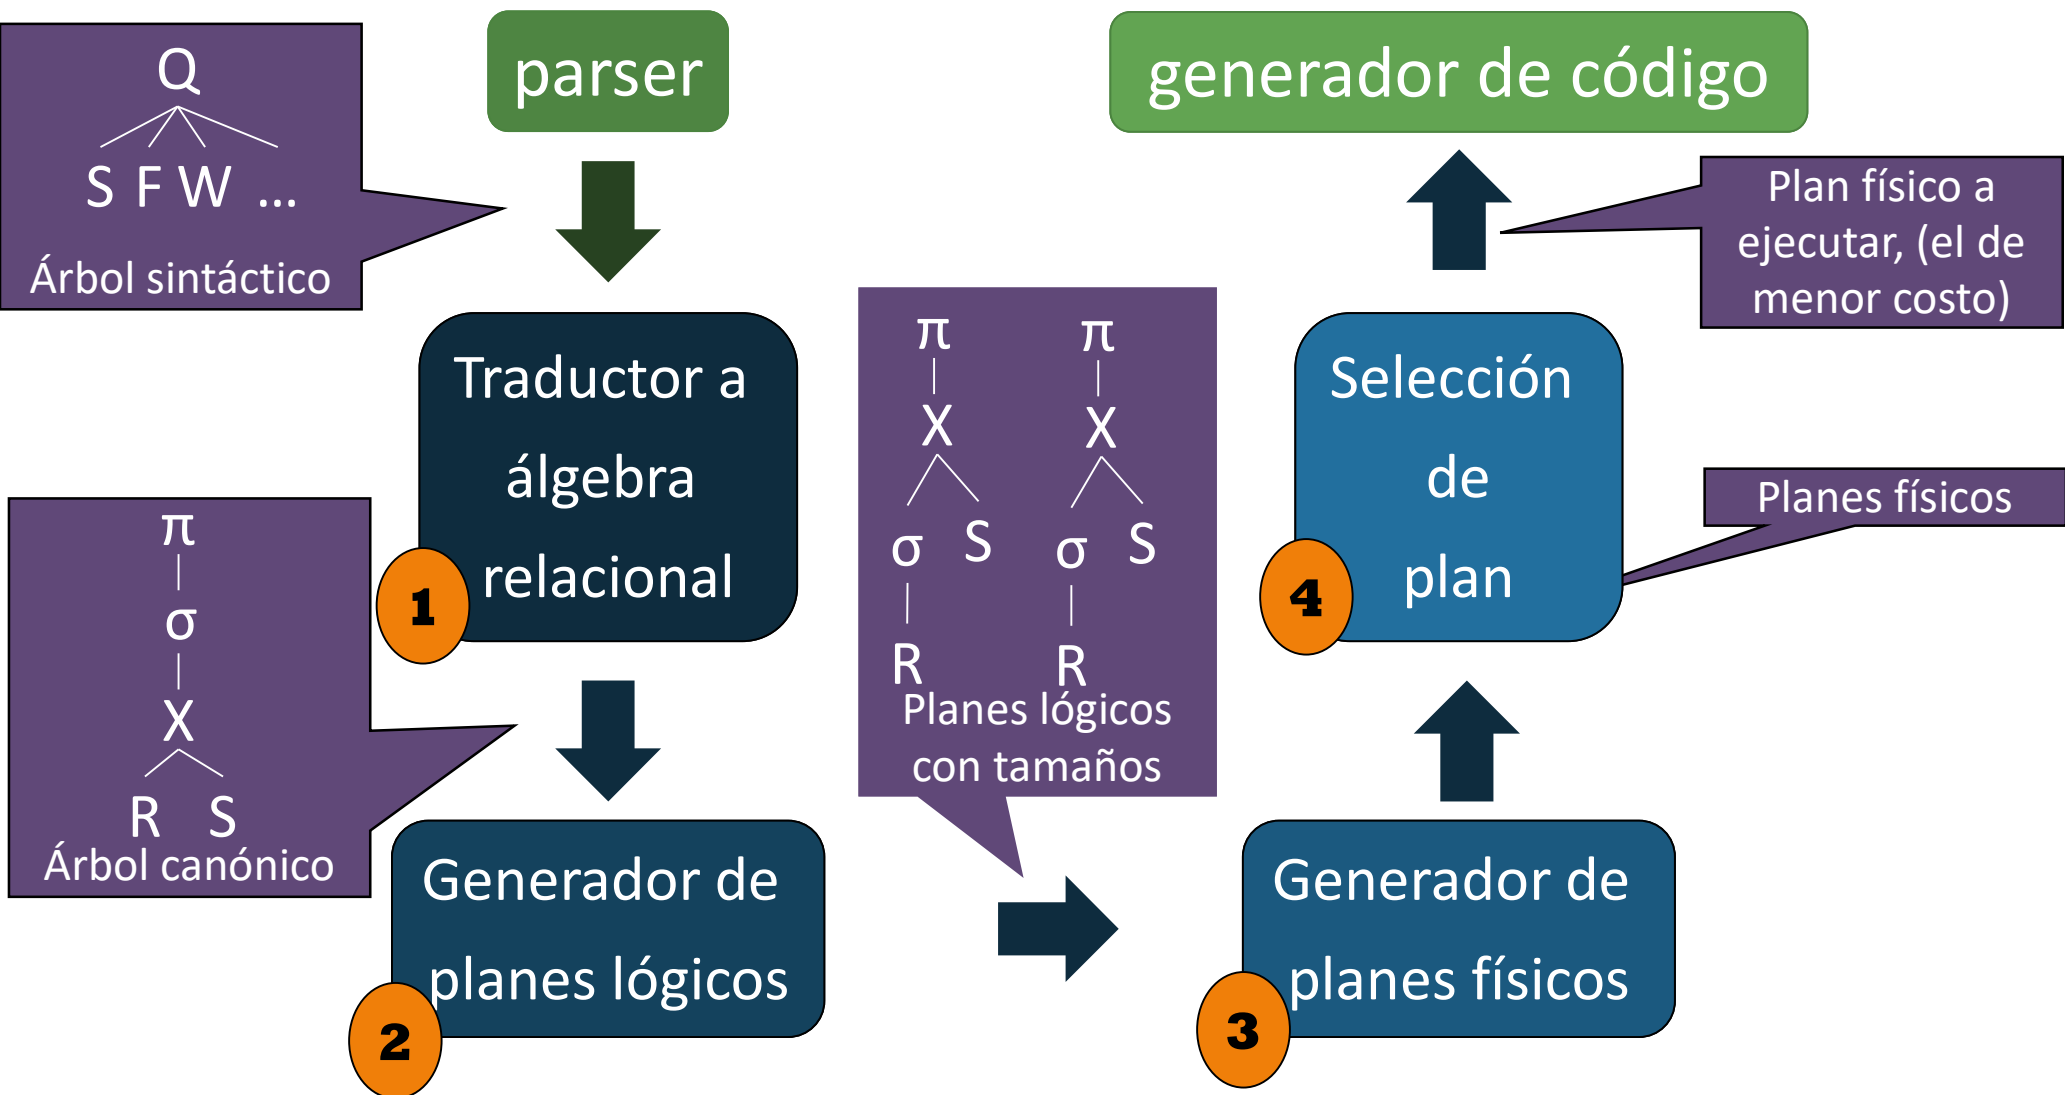 parser
Q
S F W ...
Árbol sintáctico
Traductor a
álgebra
relacional
1
π
σ
X
R S
Árbol canónico
Generador de
planes lógicos
2
π π
X X
σ S σ S
R R
Planes lógicos
con tamaños
Generador de
planes físicos
3
Selección
de
plan
4
Planes físicos
Plan físico a
ejecutar, (el de
menor costo)
generador de código